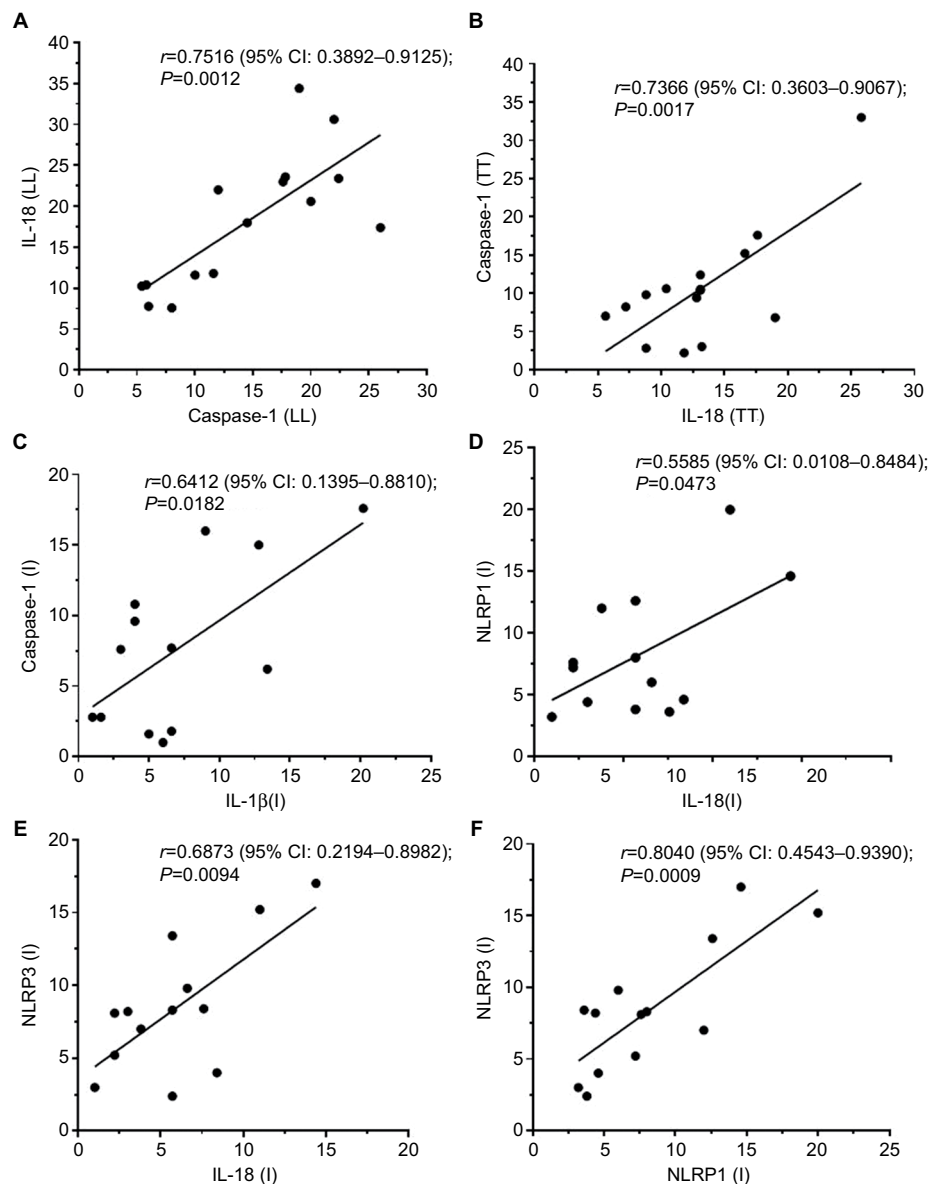 A
r=0.7516 (95% CI: 0.3892–0.9125);
P=0.0012
IL-18 (LL)
40
35
30
25
20
15
10
5
0
0
5
10
15
20
25
30
Caspase-1 (LL)
B
r=0.7366 (95% CI: 0.3603–0.9067);
P=0.0017
Caspase-1 (TT)
40
35
30
25
20
15
10
5
0
0
5
10
15
20
25
30
IL-18 (TT)
C
r=0.6412 (95% CI: 0.1395–0.8810);
P=0.0182
Caspase-1 (I)
20
15
10
5
0
0
5
10
15
20
25
IL-1β(I)
D
r=0.5585 (95% CI: 0.0108–0.8484);
P=0.0473
NLRP1 (I)
25
20
15
10
5
0
0
5
10
15
20
IL-18(I)
E
r=0.6873 (95% CI: 0.2194–0.8982);
P=0.0094
NLRP3 (I)
20
15
10
5
0
0
5
10
15
20
IL-18 (I)
F
r=0.8040 (95% CI: 0.4543–0.9390);
P=0.0009
NLRP3 (I)
20
15
10
5
0
0
5
10
15
20
25
NLRP1 (I)